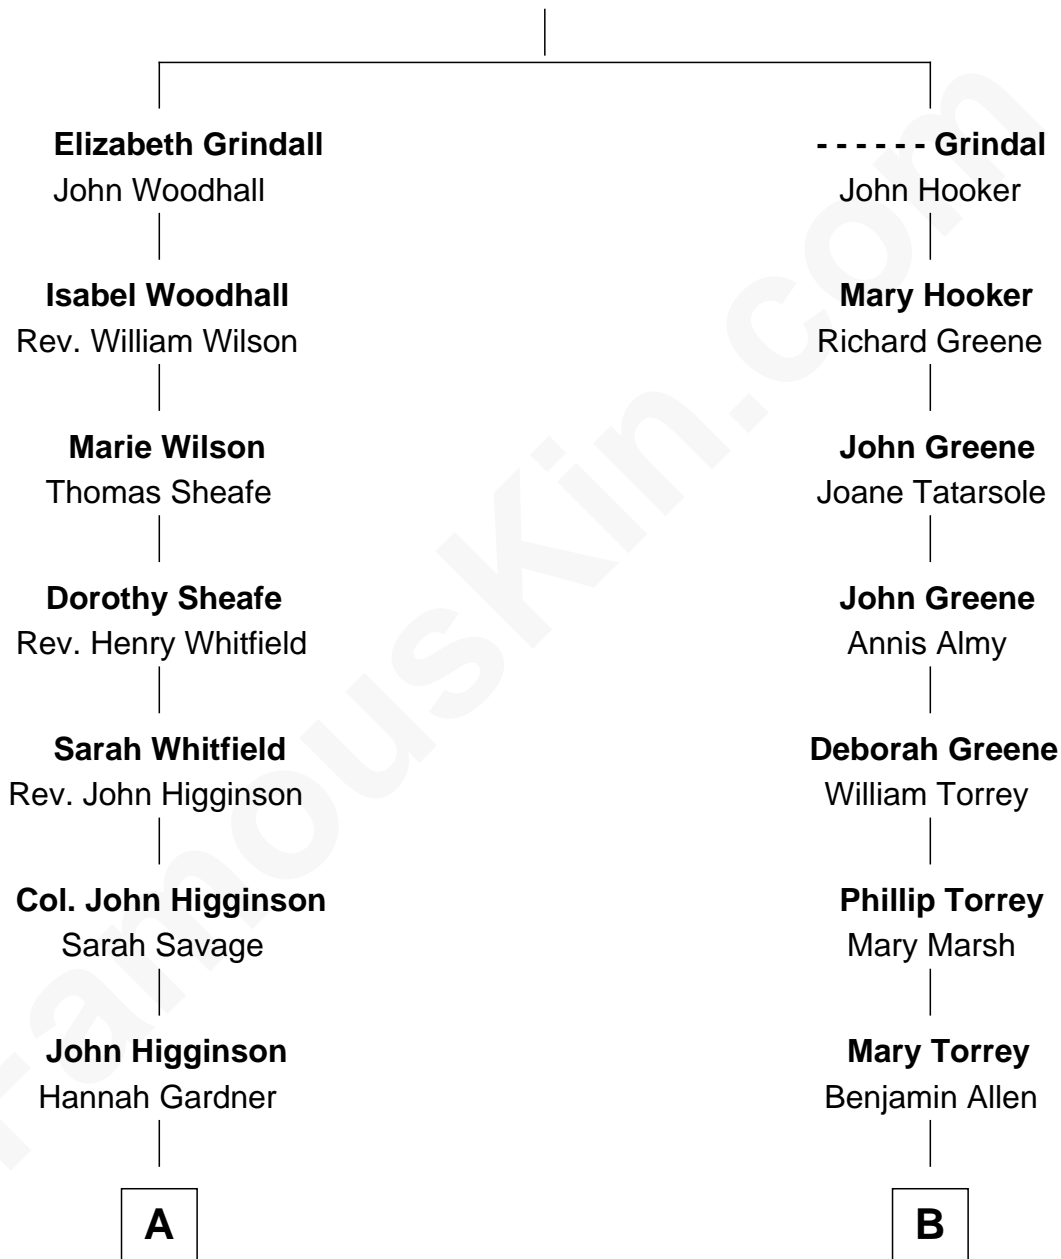 Elizabeth Grindall
John Woodhall
Isabel Woodhall
Rev. William Wilson
Marie Wilson
Thomas Sheafe
Dorothy Sheafe
Rev. Henry Whitfield
Sarah Whitfield
Rev. John Higginson
Col. John Higginson
Sarah Savage
John Higginson
Hannah Gardner
A
- - - - - - Grindal
John Hooker
Mary Hooker
Richard Greene
John Greene
Joane Tatarsole
John Greene
Annis Almy
Deborah Greene
William Torrey
Phillip Torrey
Mary Marsh
Mary Torrey
Benjamin Allen
B
FamousKin.com